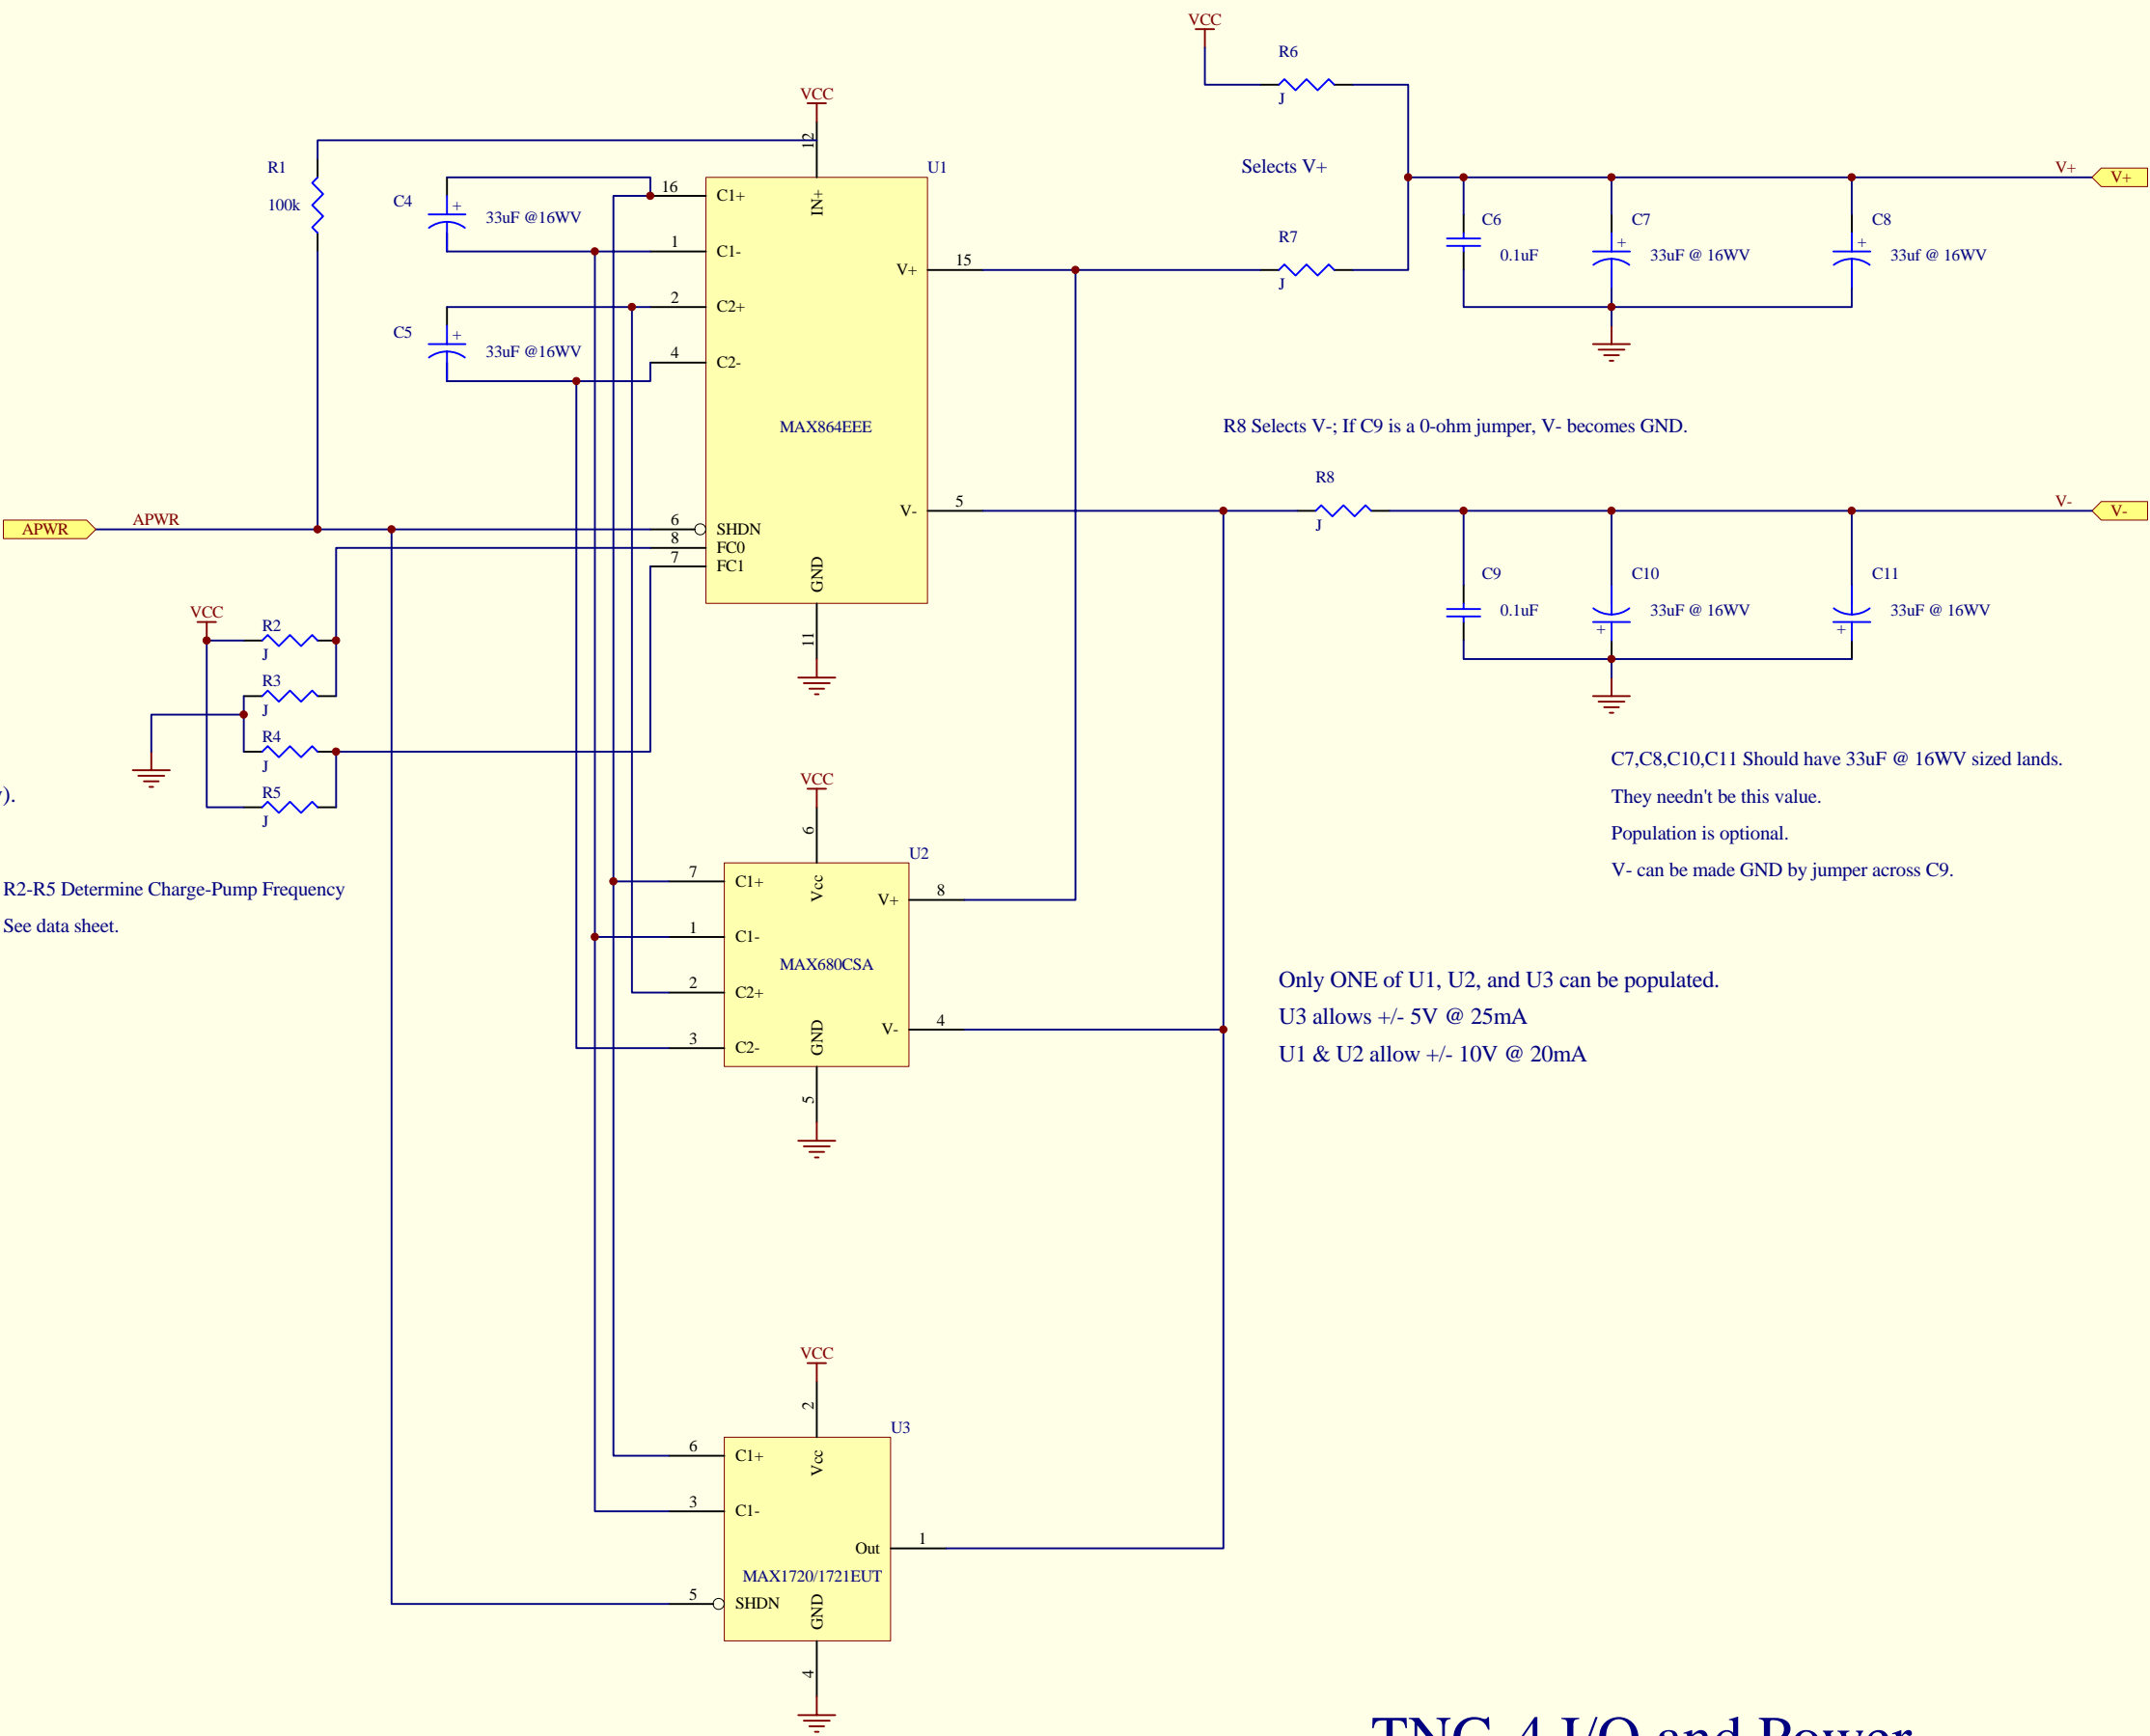 VCC
R6
J
VCC
12
R1
100k
U1
Selects V+
V+
V+
C4
+
33uF @16WV
16
C1+
IN+
1
C1-
C6
0.1uF
C7
+
33uF @ 16WV
C8
+
33uf @ 16WV
V+
15
R7
J
2
C2+
C5
+
33uF @16WV
4
C2-
MAX864EEE
R8 Selects V-; If C9 is a 0-ohm jumper, V- becomes GND.
R8
J
V-
5
V-
V-
APWR
APWR
6
SHDN
8
FC0
7
FC1
GND
11
C9
0.1uF
C10
33uF @ 16WV
+
C11
33uF @ 16WV
+
VCC
R2
J
R3
J
R4
J
R5
J
).
C7,C8,C10,C11 Should have 33uF @ 16WV sized lands.
They needn't be this value.
Population is optional.
V- can be made GND by jumper across C9.
VCC
6
U2
R2-R5 Determine Charge-Pump Frequency
See data sheet.
7
C1+
Vcc
V+
8
1
C1-
MAX680CSA
2
C2+
V-
4
3
C2-
GND
5
Only ONE of U1, U2, and U3 can be populated.
U3 allows +/- 5V @ 25mA
U1 & U2 allow +/- 10V @ 20mA
VCC
2
U3
6
C1+
Vcc
3
C1-
Out
1
MAX1720/1721EUT
5
SHDN
GND
4
TNC-4 I/O and Power